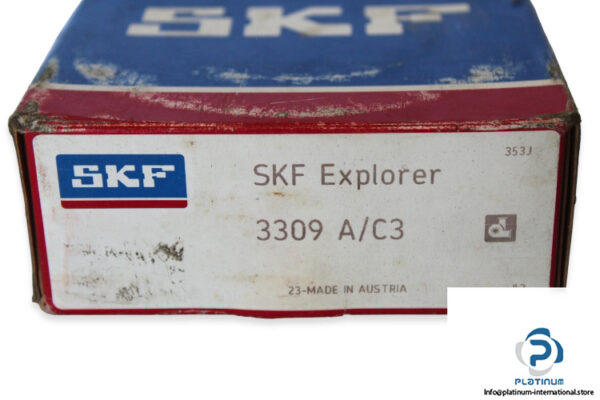 SKF
353J
SKF
SKF Explorer
3309 A/C3
23-MADE IN AUSTRIA
PLATINUM
Info@platinum-international.store